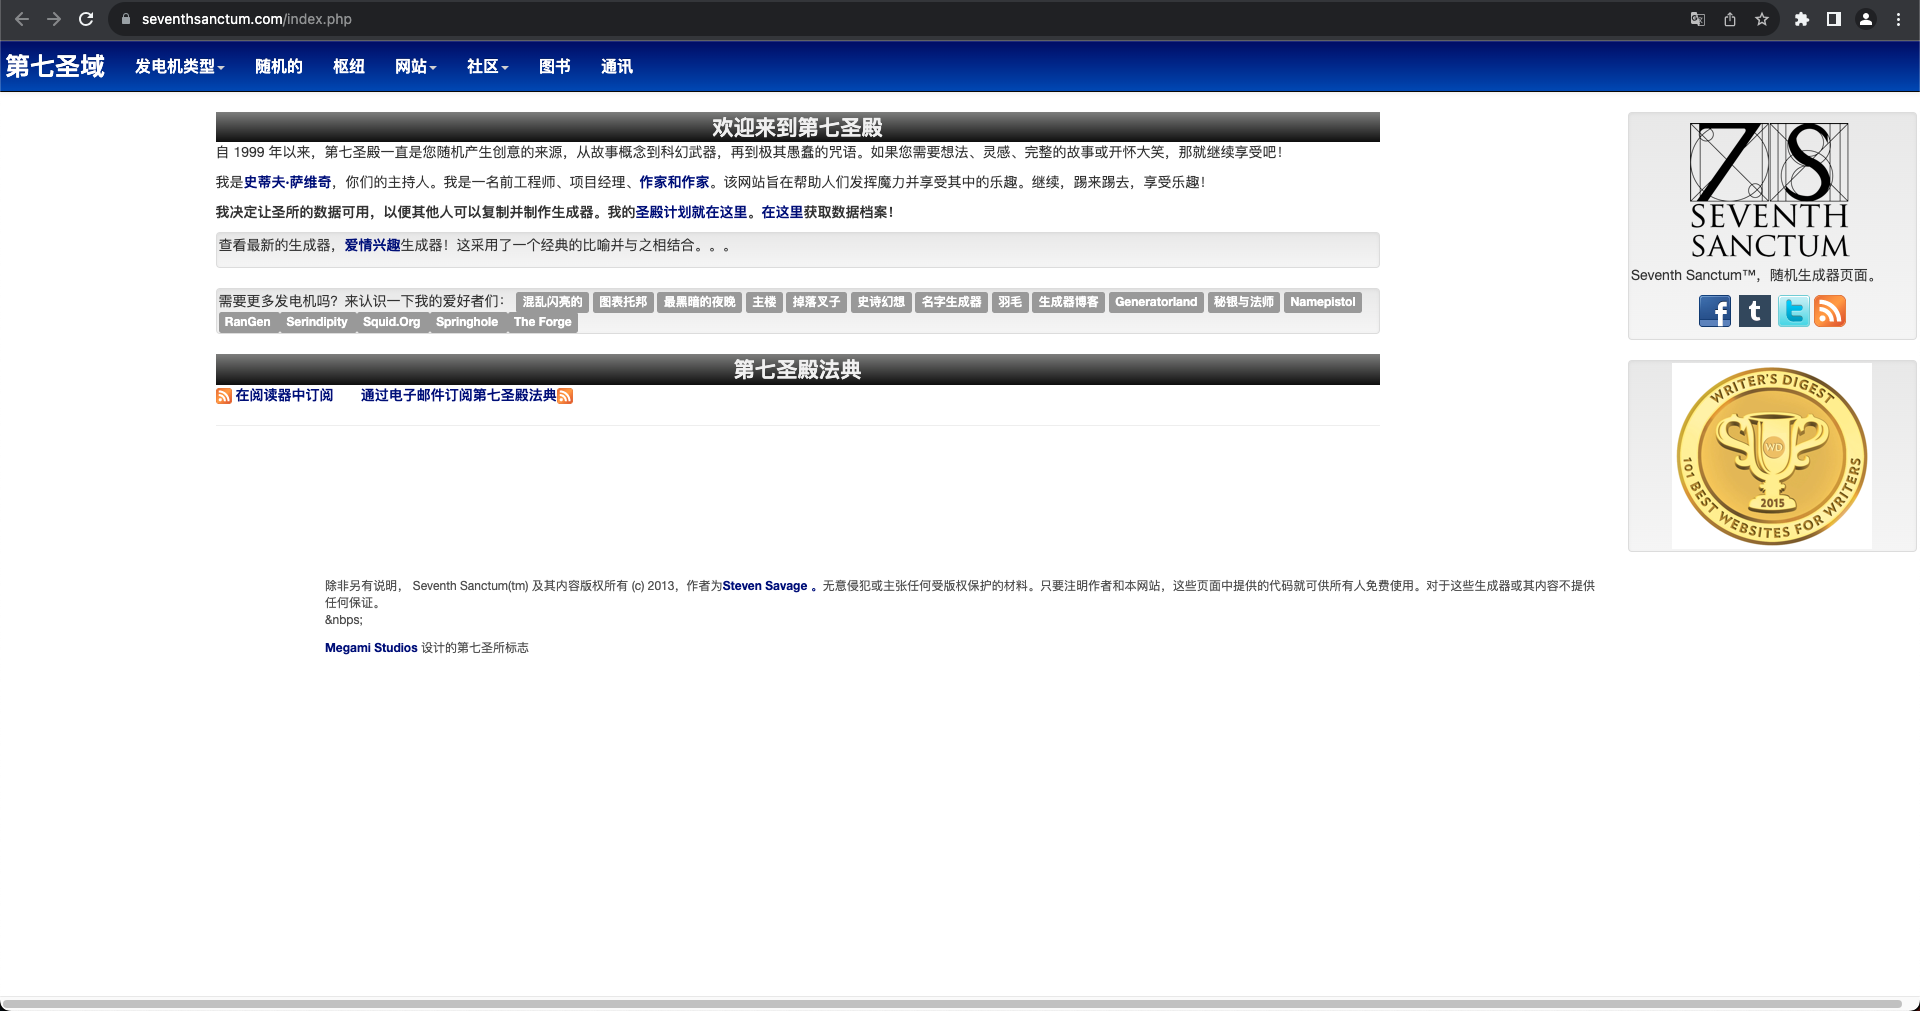 seventhsanctum.com/index.php
第七圣域 发电机类型 随机的 枢纽 网站 社区 图书 通讯
欢迎来到第七圣殿
自 1999 年以来，第七圣殿一直是您随机产生创意的来源，从故事概念到科幻武器，再到极其愚蠢的咒语。如果您需要想法、灵感、完整的故事或开怀大笑，那就继续享受吧！
我是史蒂夫·萨维奇，你们的主持人。我是一名前工程师、项目经理、作家和作家。该网站旨在帮助人们发挥魔力并享受其中的乐趣。继续，踢来踢去，享受乐趣！
我决定让圣所的数据可用，以便其他人可以复制并制作生成器。我的圣殿计划就在这里。在这里获取数据档案！
查看最新的生成器，爱情兴趣生成器！这采用了一个经典的比喻并与之相结合。。。
需要更多发电机吗？来认识一下我的爱好者们： 混乱闪亮的 图表托邦 最黑暗的夜晚 主楼 掉落叉子 史诗幻想 名字生成器 羽毛 生成器博客 Generatorland 秘银与法师 Namepistol
RanGen Serindipity Squid.Org Springhole The Forge
第七圣殿法典
在阅读器中订阅 通过电子邮件订阅第七圣殿法典
7S
SEVENTH
SANCTUM
Seventh Sanctum™，随机生成器页面。
f t t
WRITER'S DIGEST
WD
2015
101 BEST WEBSITES FOR WRITERS
除非另有说明， Seventh Sanctum(tm) 及其内容版权所有 (c) 2013，作者为Steven Savage 。无意侵犯或主张任何受版权保护的材料。只要注明作者和本网站，这些页面中提供的代码就可供所有人免费使用。对于这些生成器或其内容不提供
任何保证。
&nbps;
Megami Studios 设计的第七圣所标志